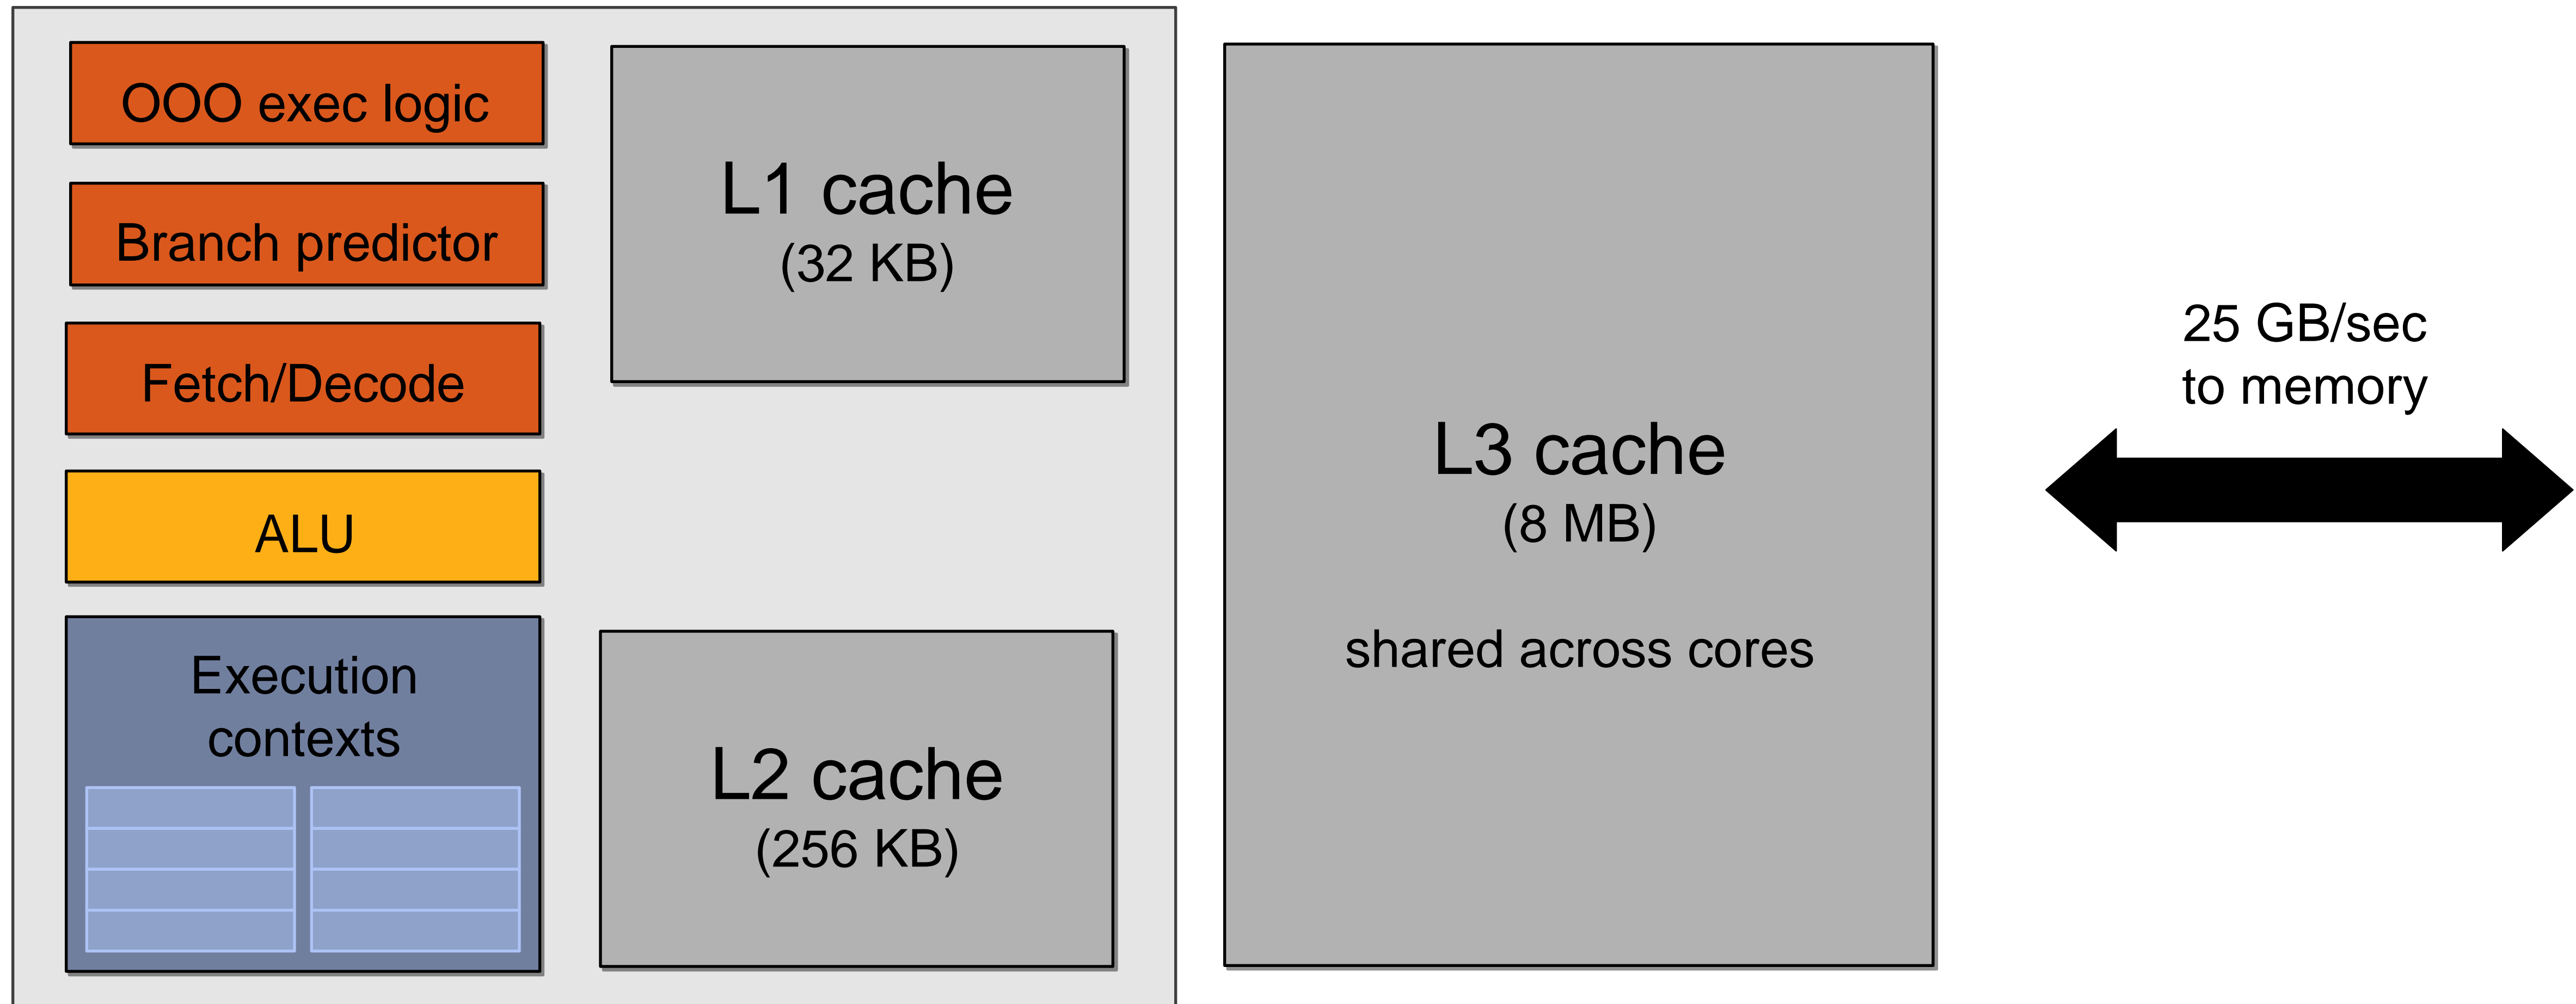 OOO exec logic
Branch predictor
Fetch/Decode
ALU
Execution
contexts
L1 cache
(32 KB)
L2 cache
(256 KB)
L3 cache
(8 MB)
shared across cores
25 GB/sec
to memory